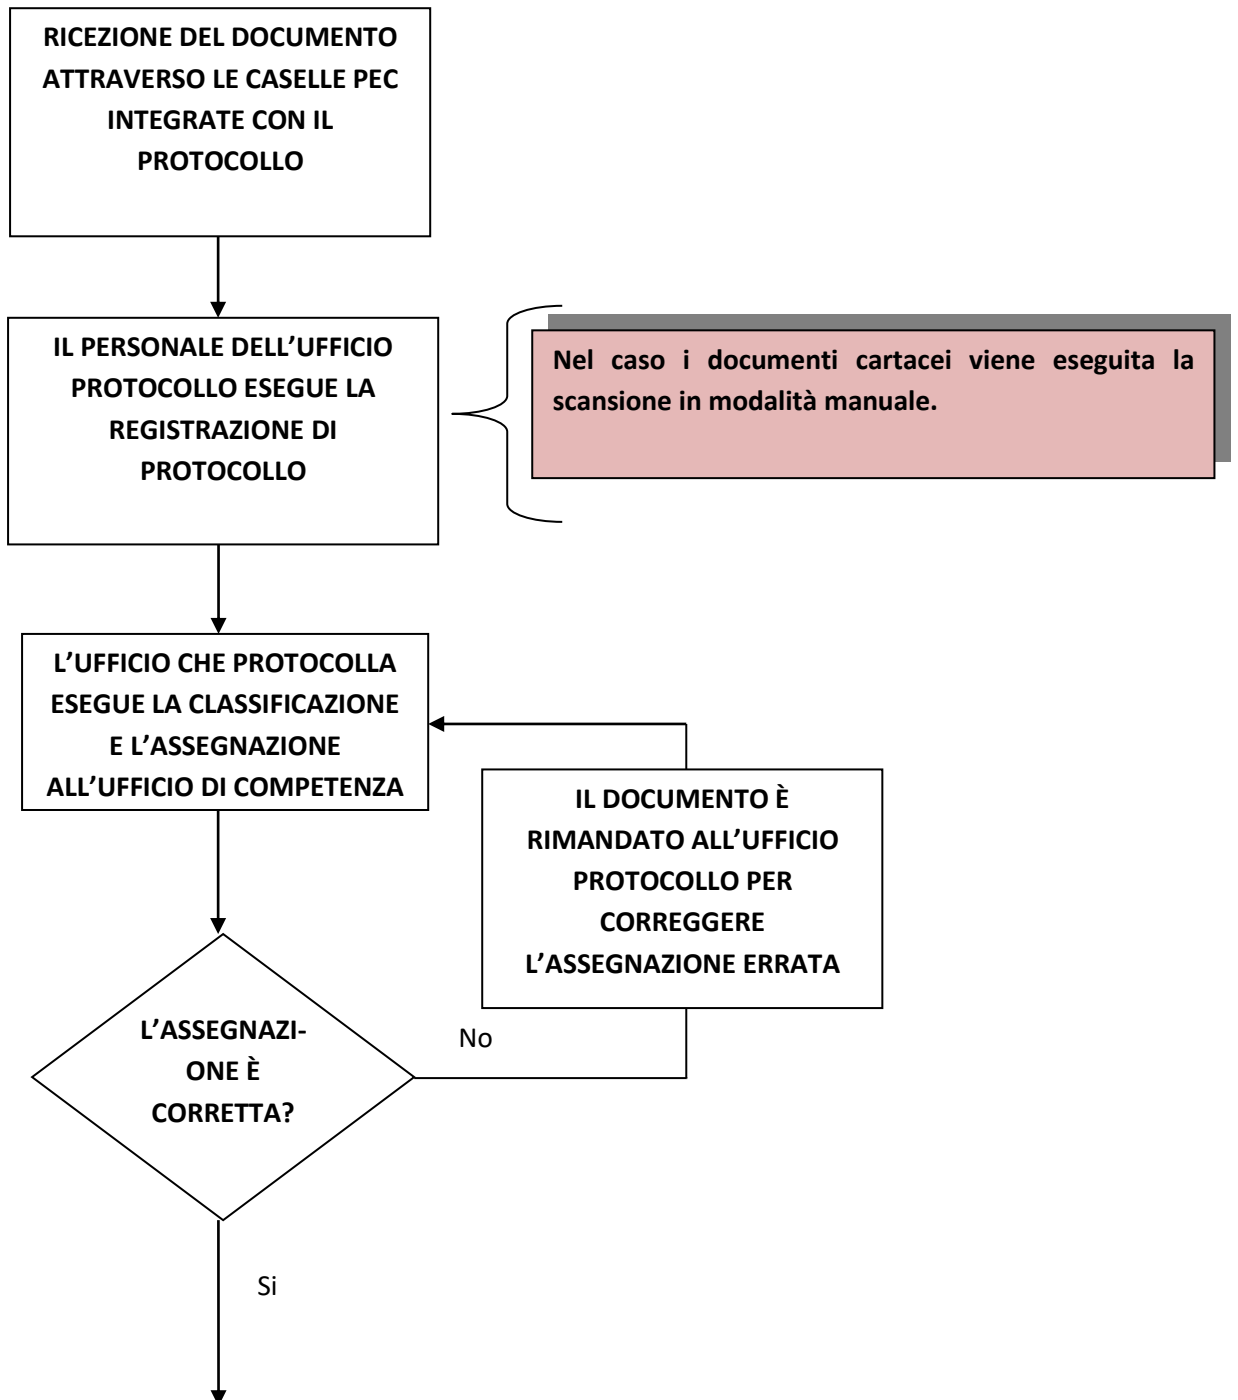 RICEZIONE DEL DOCUMENTO
ATTRAVERSO LE CASELLE PEC
INTEGRATE CON IL
PROTOCOLLO
IL PERSONALE DELL’UFFICIO
PROTOCOLLO ESEGUE LA
REGISTRAZIONE DI
PROTOCOLLO
Nel caso i documenti cartacei viene eseguita la
scansione in modalità manuale.
L’UFFICIO CHE PROTOCOLLA
ESEGUE LA CLASSIFICAZIONE
E L’ASSEGNAZIONE
ALL’UFFICIO DI COMPETENZA
IL DOCUMENTO È
RIMANDATO ALL’UFFICIO
PROTOCOLLO PER
CORREGGERE
L’ASSEGNAZIONE ERRATA
L’ASSEGNAZI-
ONE È
CORRETTA?
No
Si